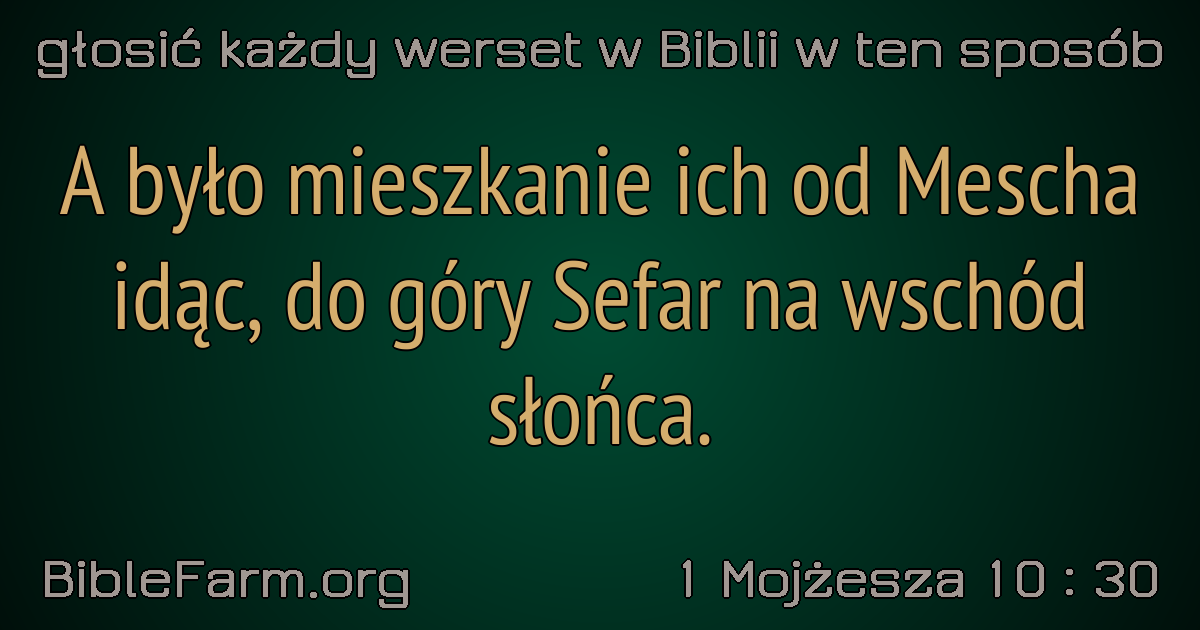 głosić każdy werset w Biblii w ten sposób
A było mieszkanie ich od Mescha
idąc, do góry Sefar na wschód
słońca.
BibleFarm.org
1 Mojżesza 10 : 30